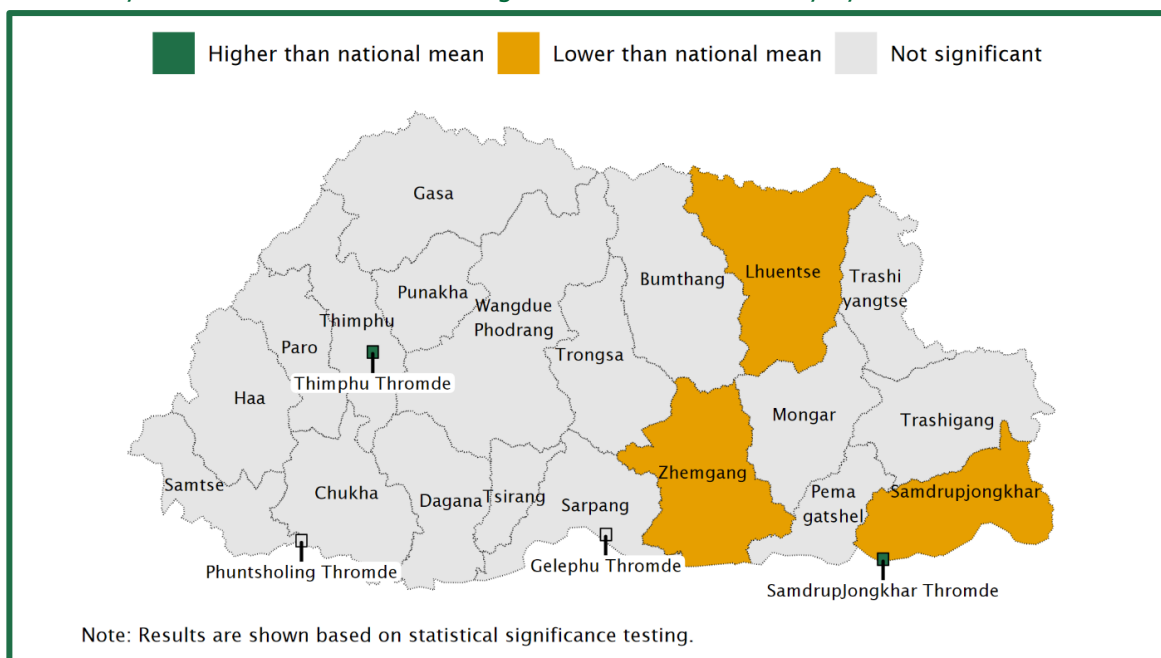 Higher than national mean
Lower than national mean
Not significant
Gasa
Bumthang
Lhuentse
Trashi
yangtse
Punakha
Wangdue
Phodrang
Thimphu
Paro
Trongsa
Thimphu Thromde
Haa
Mongar
Trashigang
Samtse
Chukha
Dagana
Tsirang
Sarpang
Zhemgang
Pema
gatshel
Samdrupjongkhar
Phuntsholing Thromde
Gelephu Thromde
SamdrupJongkhar Thromde
Note: Results are shown based on statistical significance testing.